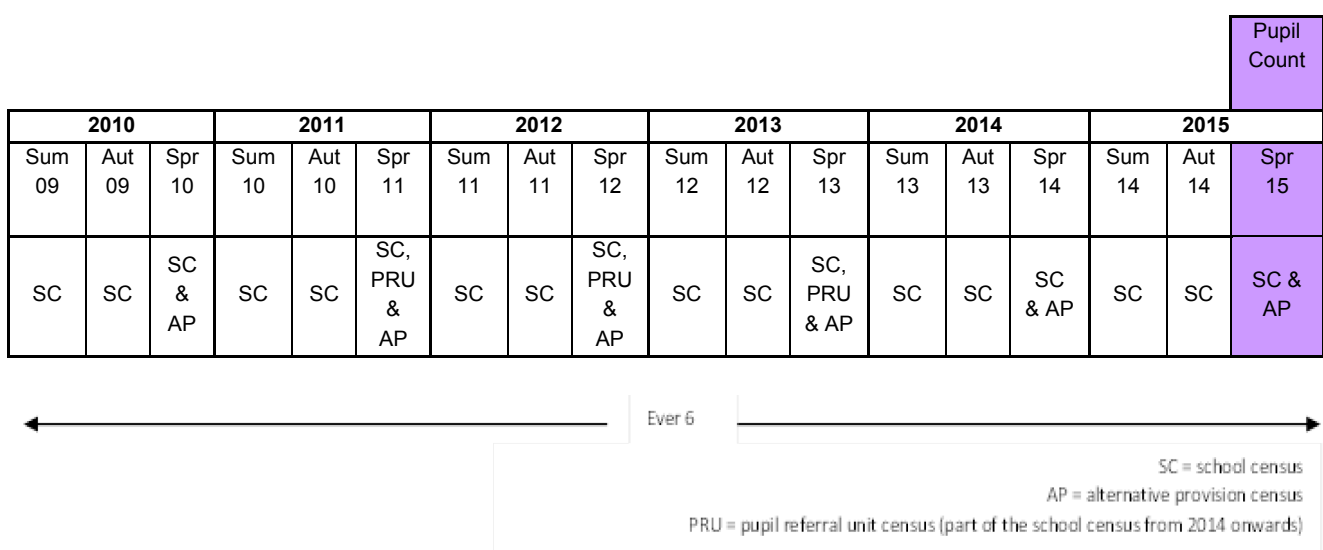 Pupil
Count
2010 2011 2012 2013 2014 2015
Sum Aut Spr Sum Aut Spr Sum Aut Spr Sum Aut Spr Sum Aut Spr Sum Aut Spr
09 09 10 10 10 11 11 11 12 12 12 13 13 13 14 14 14 15
SC SC SC & AP SC SC SC, PRU & AP SC SC SC, PRU & AP SC SC SC, PRU & AP SC SC SC & AP SC SC SC & AP
Ever 6
SC = school census
AP = alternative provision census
PRU = pupil referral unit census (part of the school census from 2014 onwards)